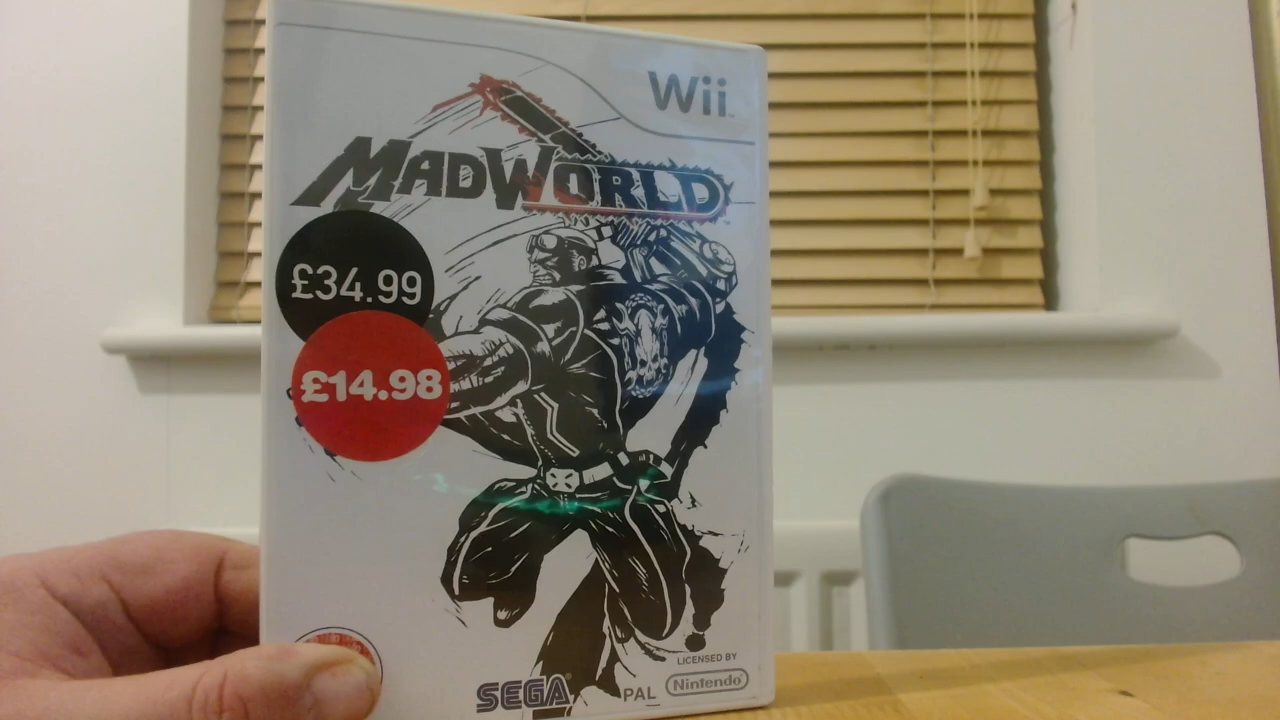 Wii
MADWORLD
£34.99
£14.98
LICENSED BY
SEGA
PAL
Nintendo